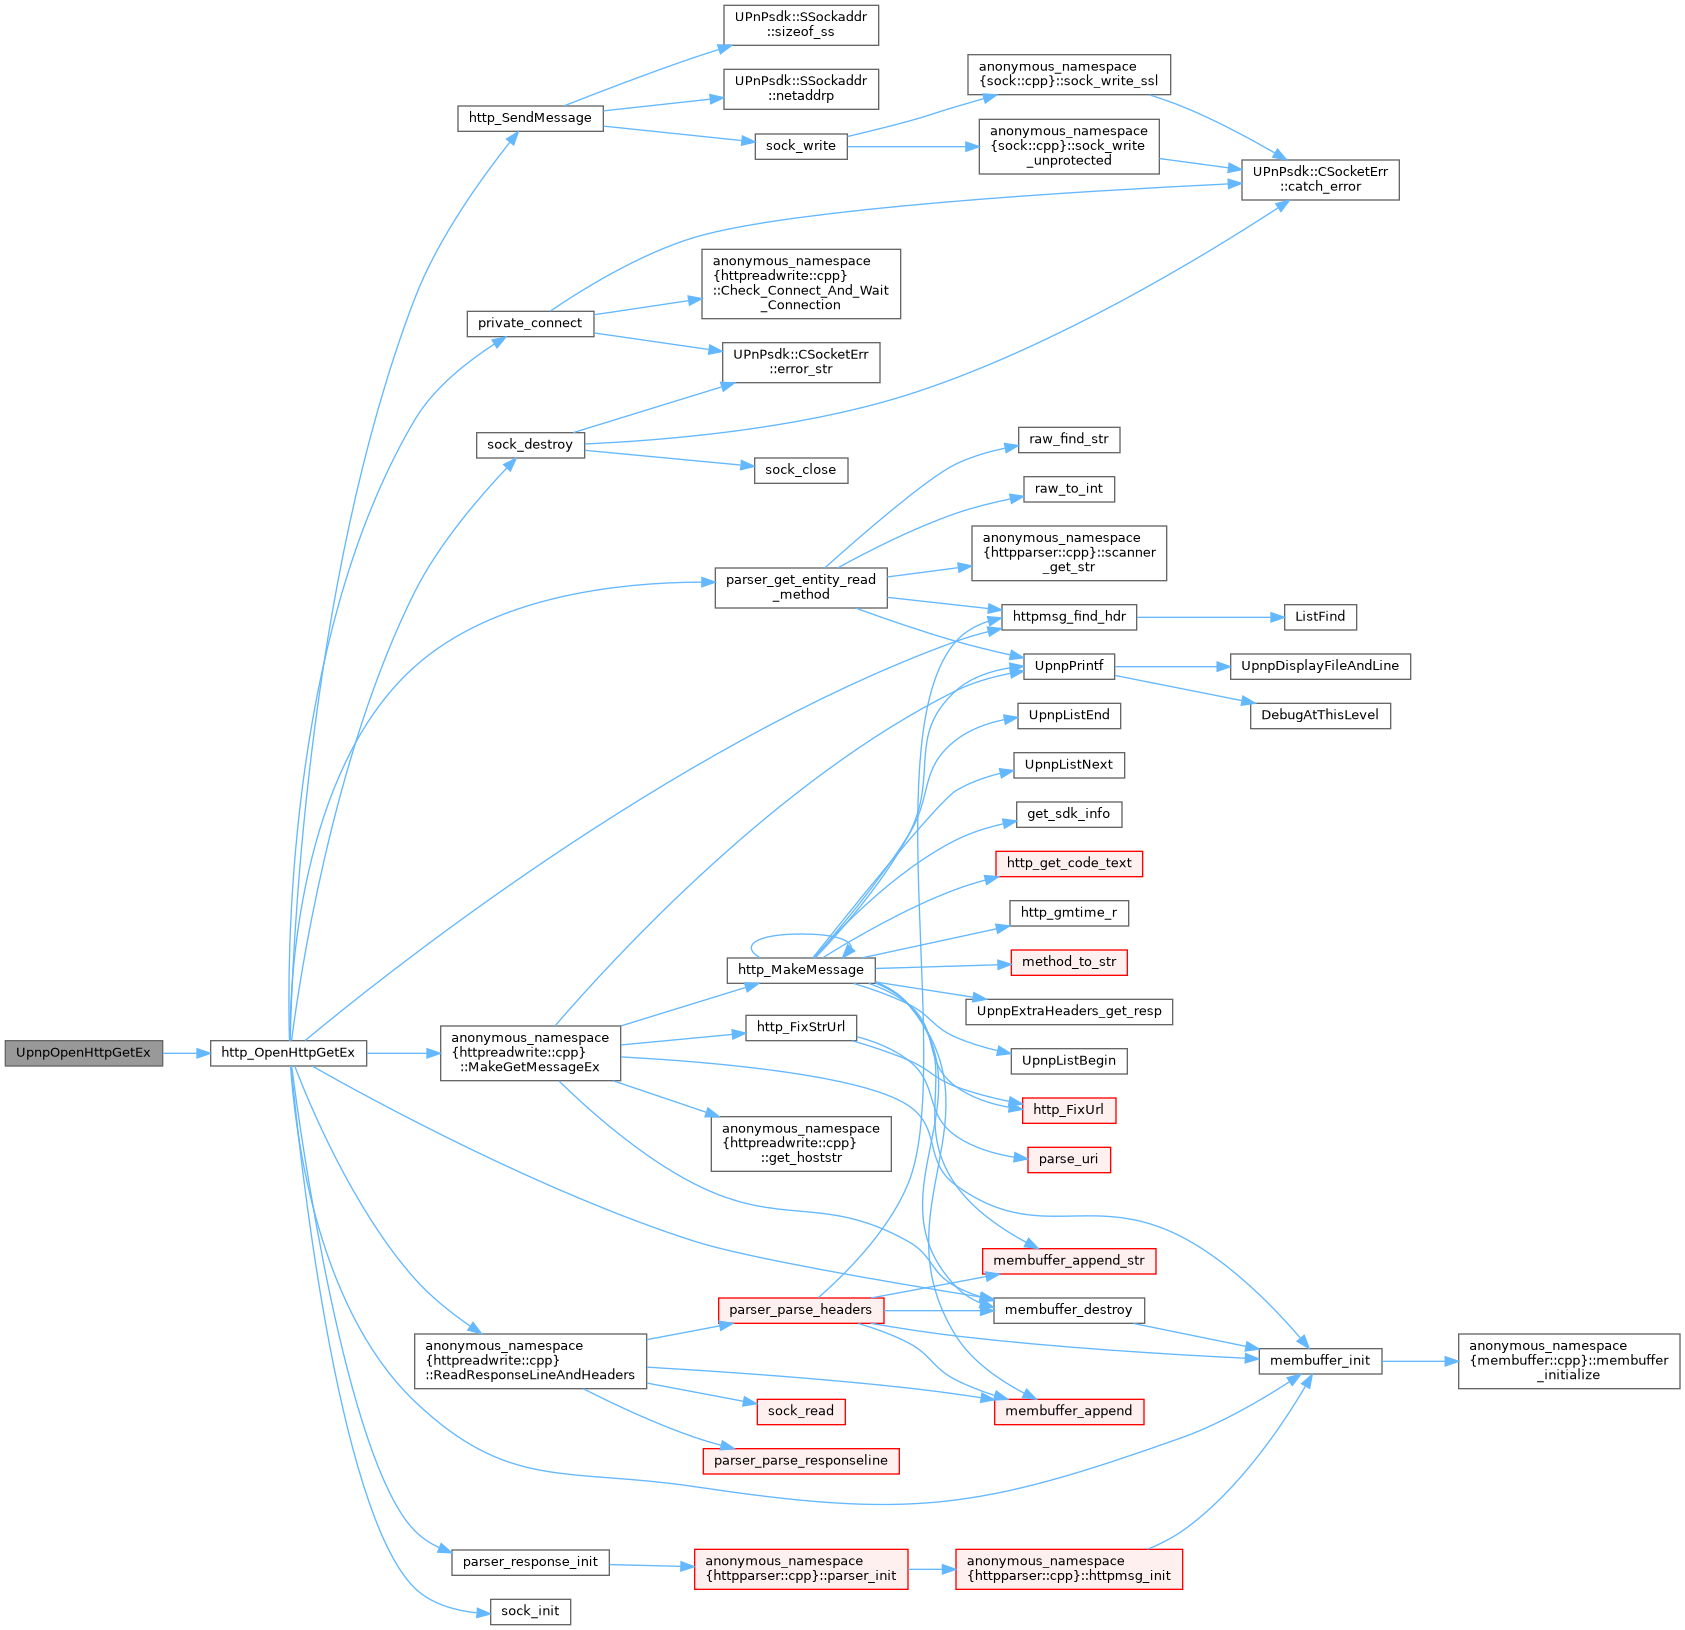 UPnPsdk::SSockaddr
::sizeof_ss
anonymous_namespace
{sock::cpp}::sock_write_ssl
UPnPsdk::SSockaddr
::netaddrp
http_SendMessage
sock_write
anonymous_namespace
{sock::cpp}::sock_write
_unprotected
UPnPsdk::CSocketErr
::catch_error
anonymous_namespace
{httpreadwrite::cpp}
::Check_Connect_And_Wait
_Connection
private_connect
UPnPsdk::CSocketErr
::error_str
sock_destroy
sock_close
raw_find_str
raw_to_int
anonymous_namespace
{httpparser::cpp}::scanner
_get_str
parser_get_entity_read
_method
httpmsg_find_hdr
ListFind
UpnpPrintf
UpnpDisplayFileAndLine
UpnpListEnd
DebugAtThisLevel
UpnpListNext
get_sdk_info
http_get_code_text
http_gmtime_r
method_to_str
http_MakeMessage
UpnpExtraHeaders_get_resp
http_FixStrUrl
UpnpOpenHttpGetEx
http_OpenHttpGetEx
anonymous_namespace
{httpreadwrite::cpp}
::MakeGetMessageEx
UpnpListBegin
http_FixUrl
anonymous_namespace
{httpreadwrite::cpp}
::get_hoststr
parse_uri
membuffer_append_str
parser_parse_headers
membuffer_destroy
anonymous_namespace
{httpreadwrite::cpp}
::ReadResponseLineAndHeaders
membuffer_init
anonymous_namespace
{membuffer::cpp}::membuffer
_initialize
sock_read
membuffer_append
parser_parse_responseline
parser_response_init
anonymous_namespace
{httpparser::cpp}::parser_init
anonymous_namespace
{httpparser::cpp}::httpmsg_init
sock_init